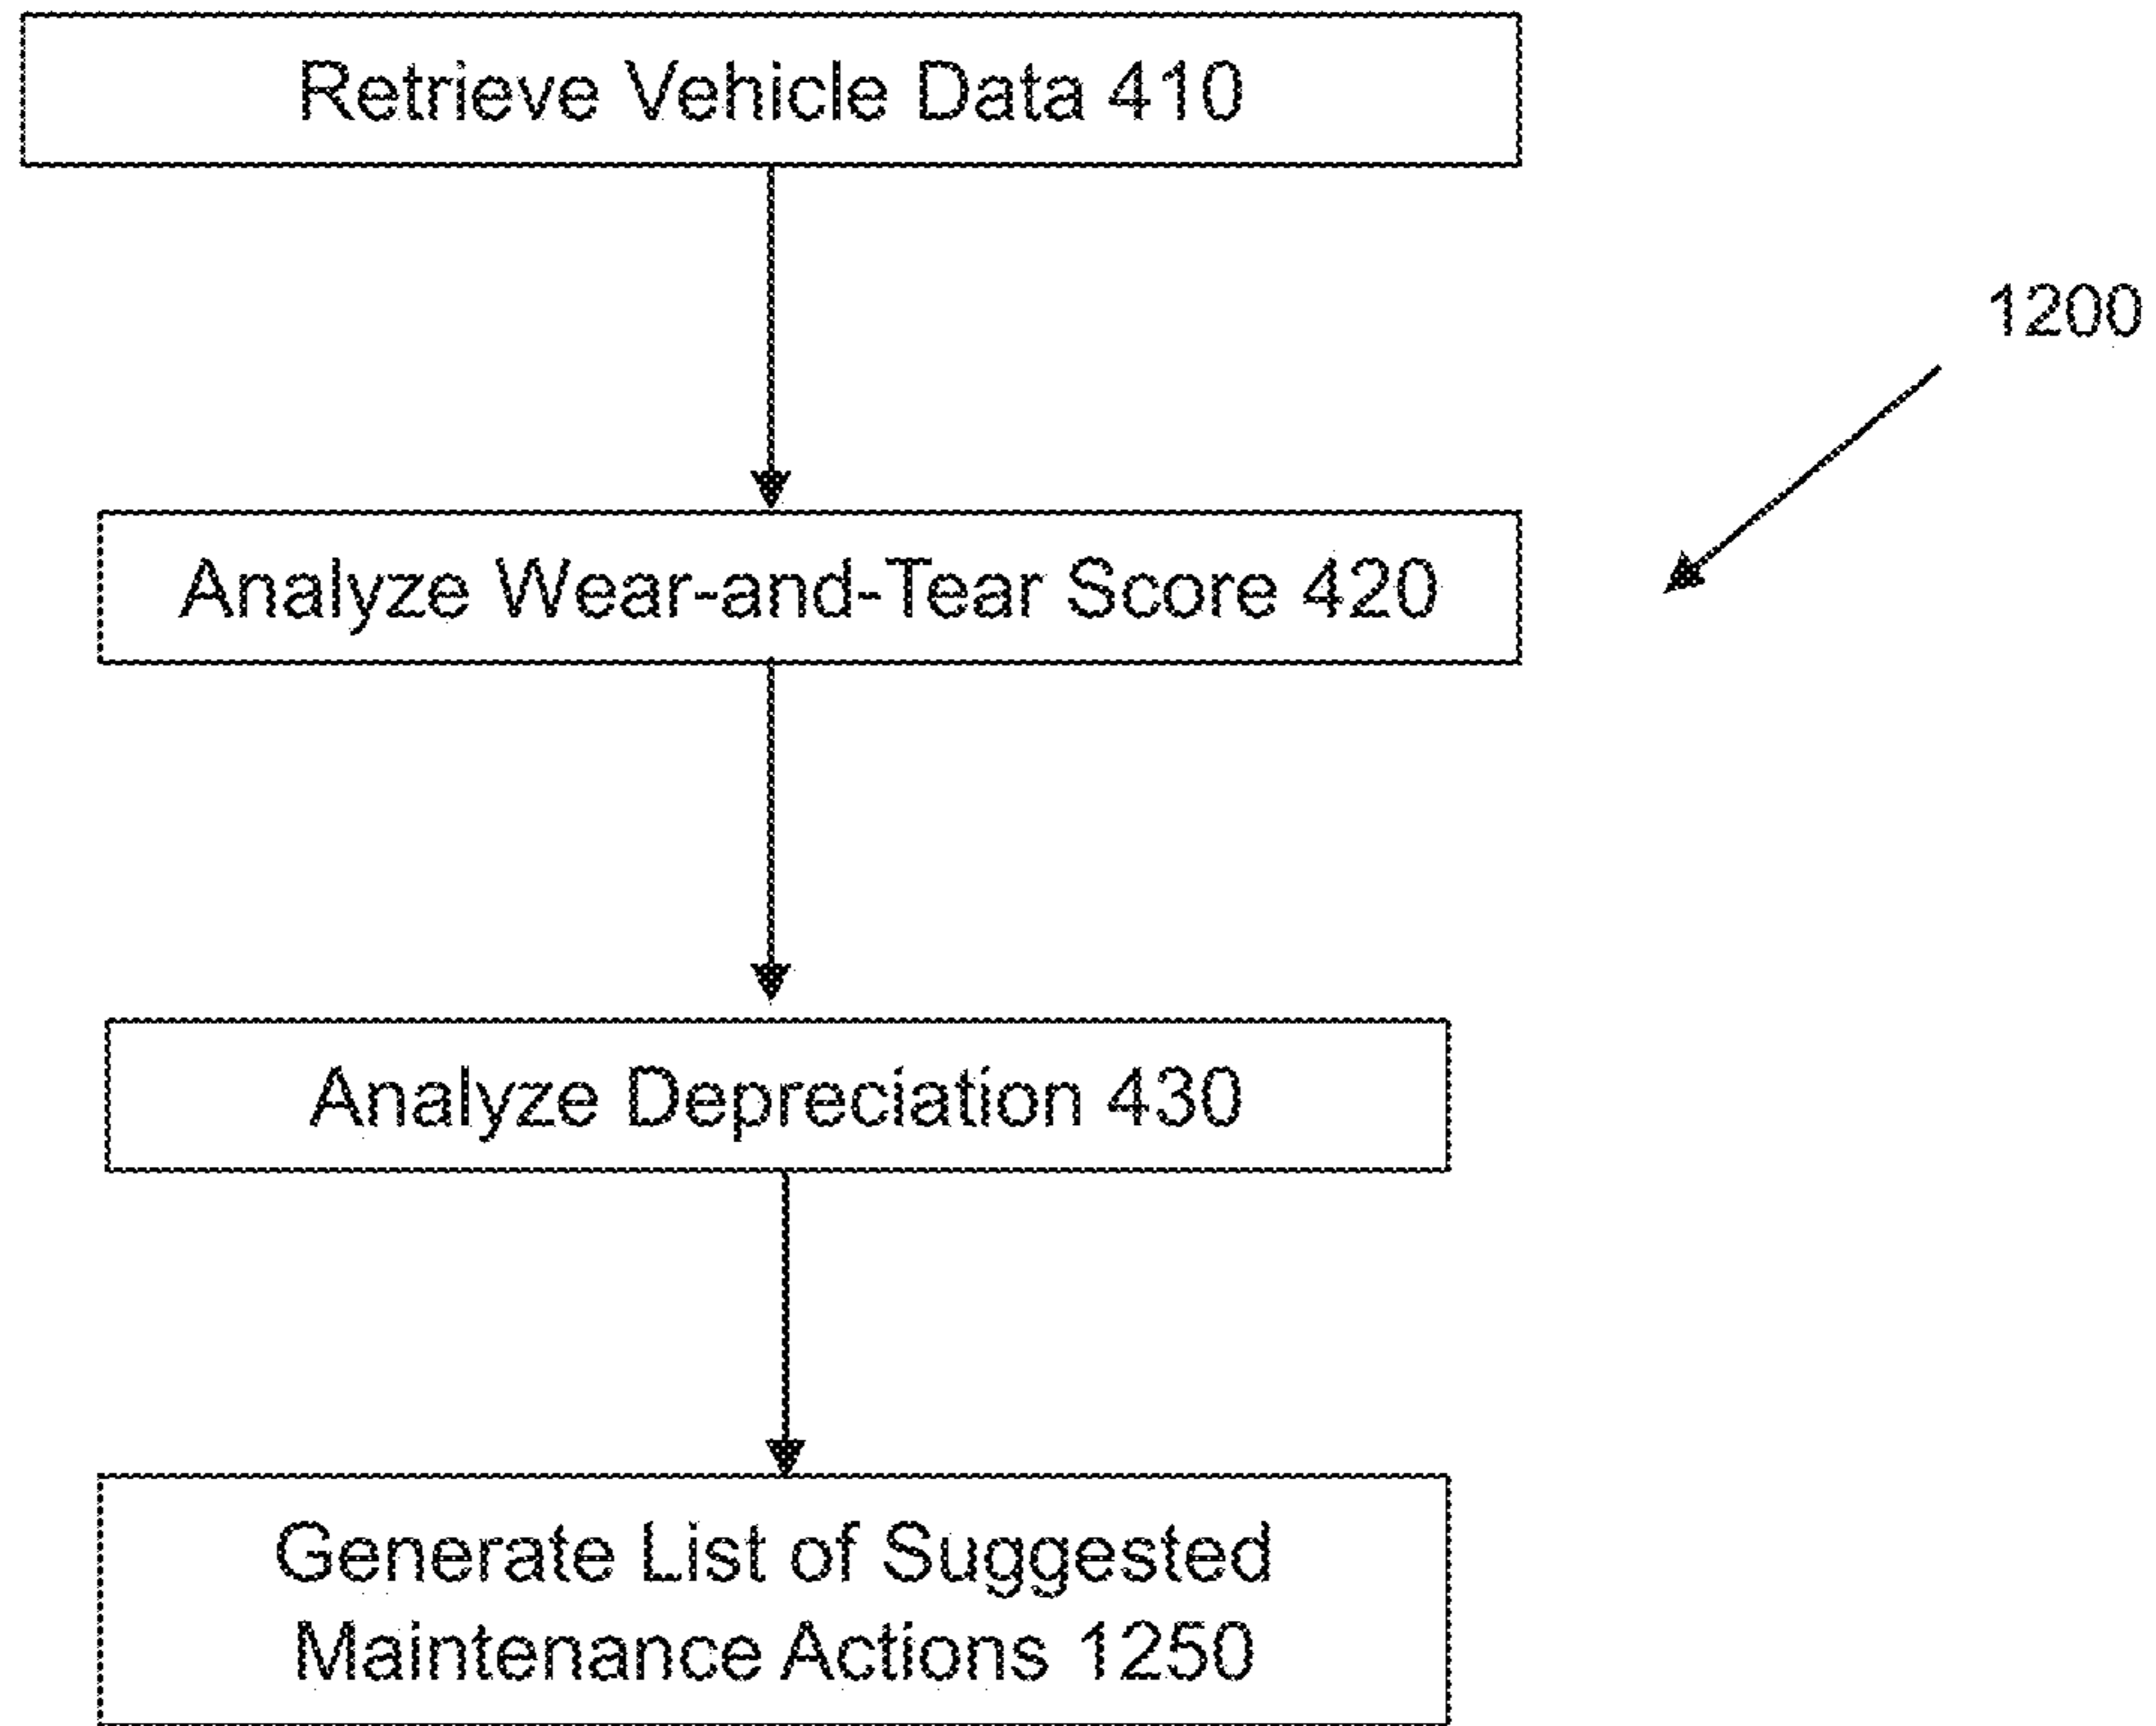 Retrieve Vehicle Data 410
1200
Analyze Wear-and-Tear Score 420
Analyze Depreciation 430
Generate List of Suggested
Maintenance Actions 1250